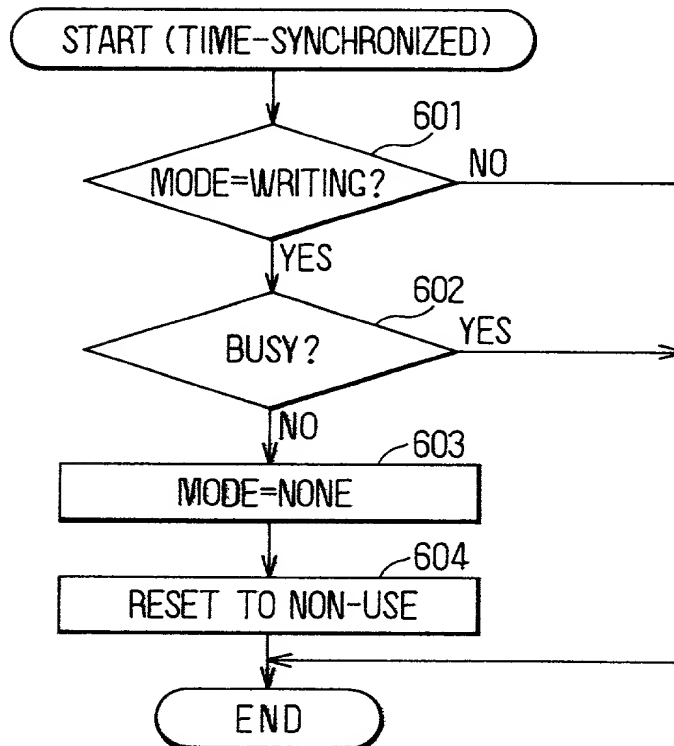 START (TIME-SYNCHRONIZED)
601
MODE=WRITING?
NO
YES
602
BUSY?
YES
NO
603
MODE=NONE
604
RESET TO NON-USE
END